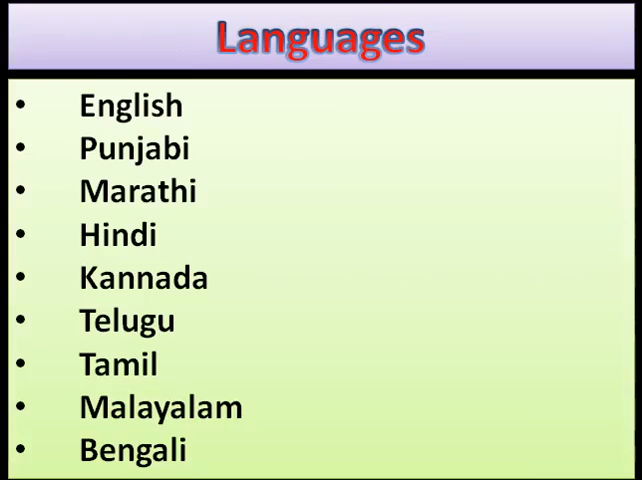 Languages
• English
• Punjabi
• Marathi
• Hindi
• Kannada
• Telugu
• Tamil
• Malayalam
• Bengali